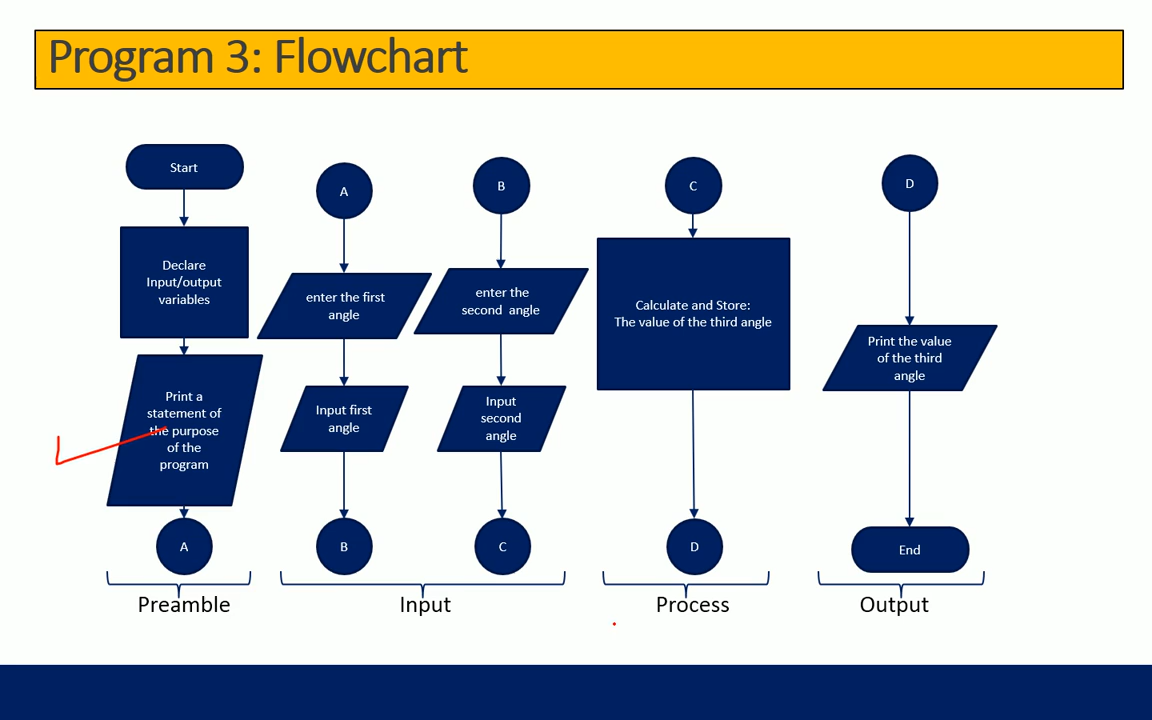 Program 3: Flowchart
Start
Declare
Input/output
variables
Print a
statement of
the purpose
of the
program
A
Preamble
A
enter the first
angle
Input first
angle
B
B
enter the
second angle
Input
second
angle
C
Input
C
Calculate and Store:
The value of the third angle
D
Process
D
Print the value
of the third
angle
End
Output